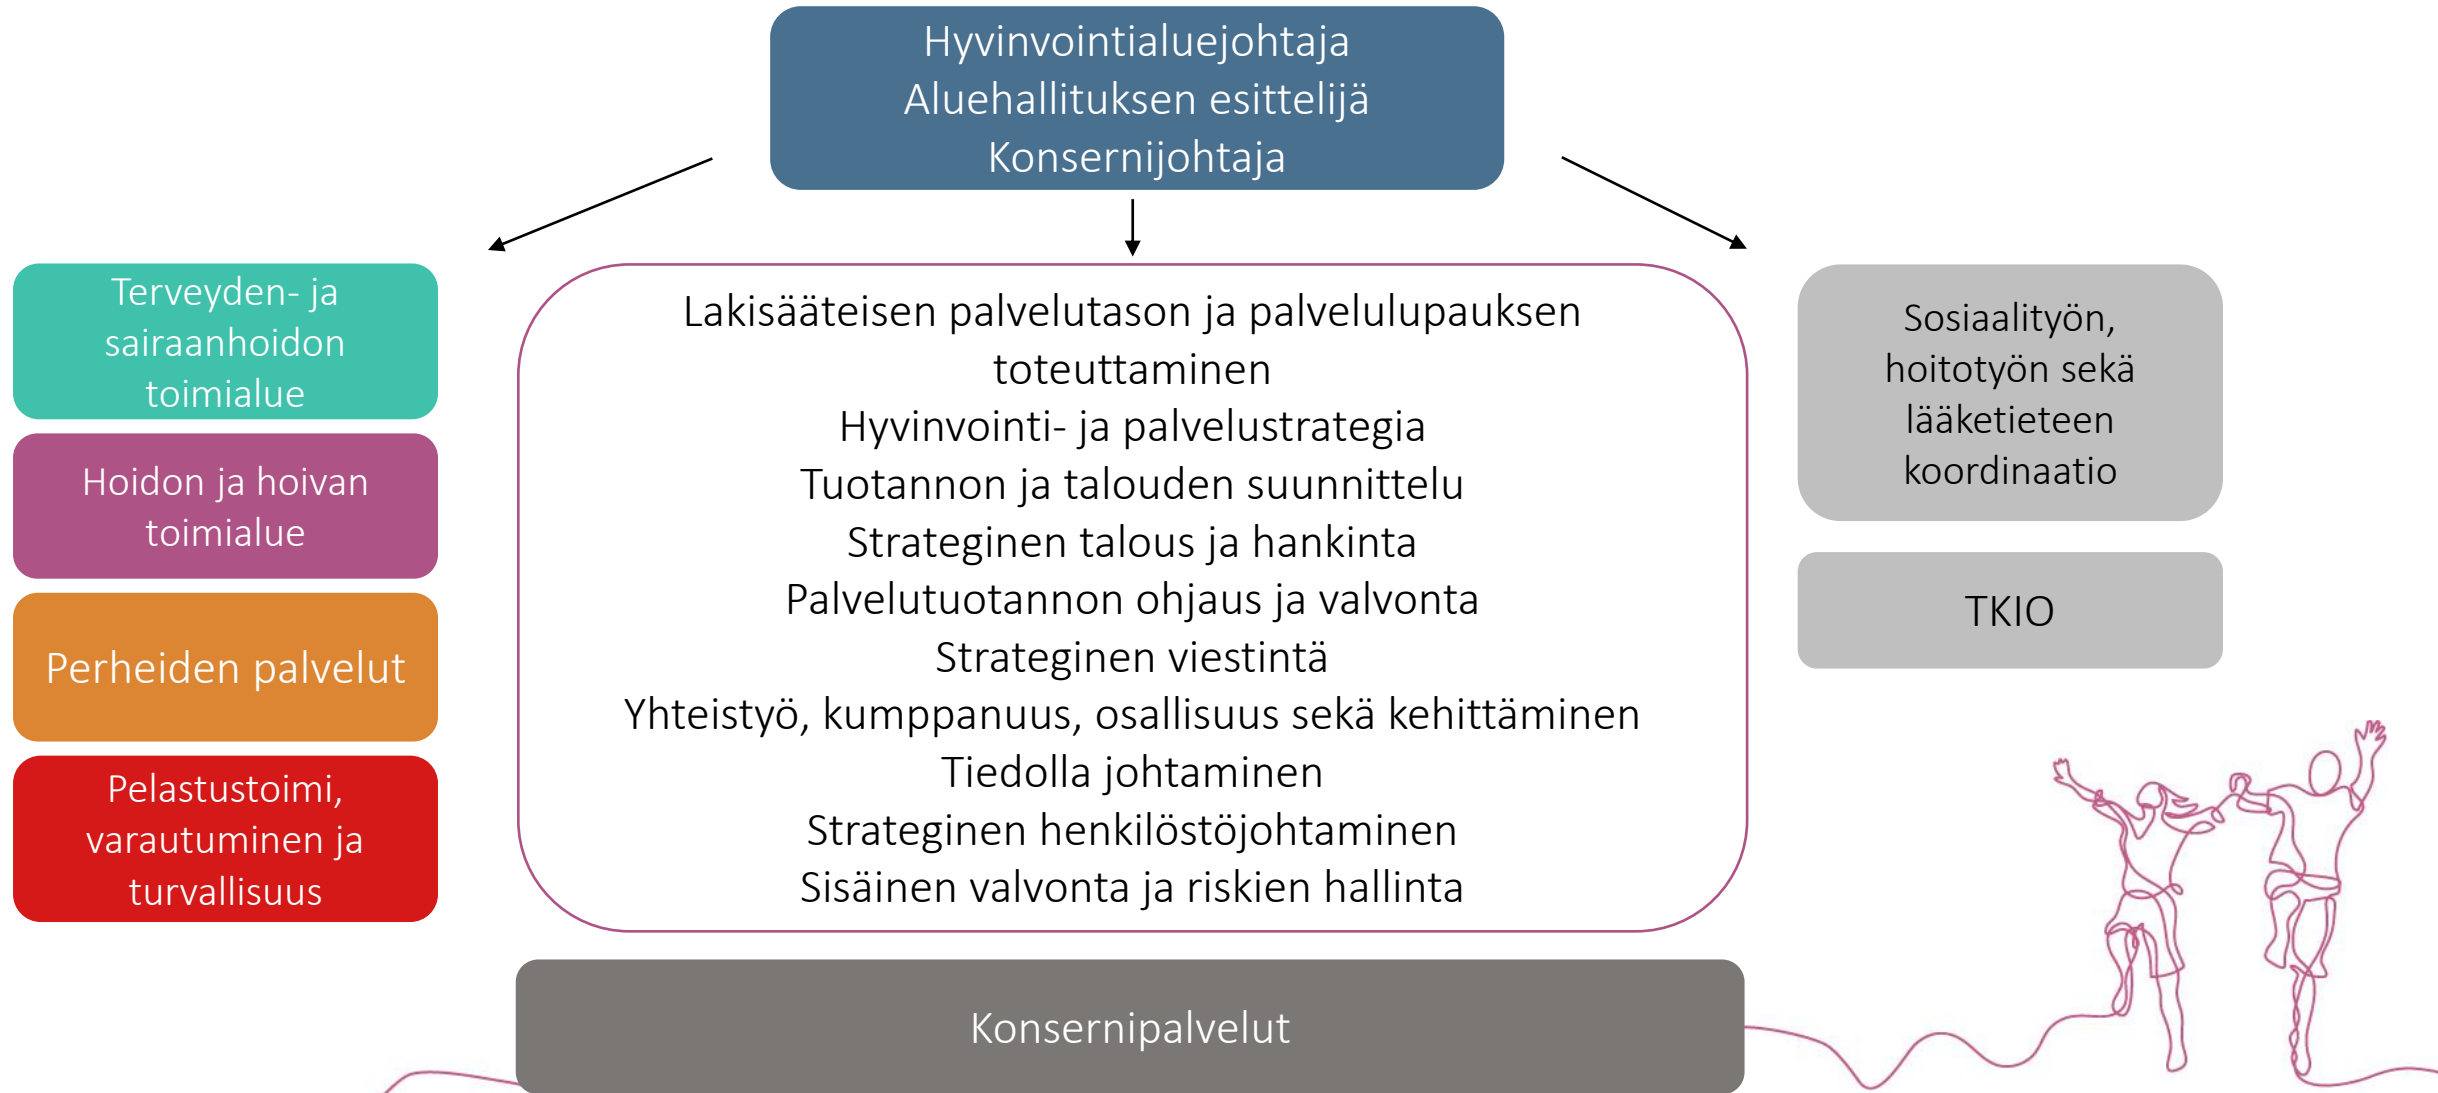 Hyvinvointialuejohtaja
Aluehallituksen esittelijä
Konsernijohtaja
Terveyden- ja
sairaanhoidon
toimialue
Hoidon ja hoivan
toimialue
Perheiden palvelut
Pelastustoimi,
varautuminen ja
turvallisuus
Lakisääteisen palvelutason ja palvelulupauksen
toteuttaminen
Hyvinvointi- ja palvelustrategia
Tuotannon ja talouden suunnittelu
Strateginen talous ja hankinta
Palvelutuotannon ohjaus ja valvonta
Strateginen viestintä
Yhteistyö, kumppanuus, osallisuus sekä kehittäminen
Tiedolla johtaminen
Strateginen henkilöstöjohtaminen
Sisäinen valvonta ja riskien hallinta
Sosiaalityön,
hoitotyön sekä
lääketieteen
koordinaatio
TKIO
Konsernipalvelut